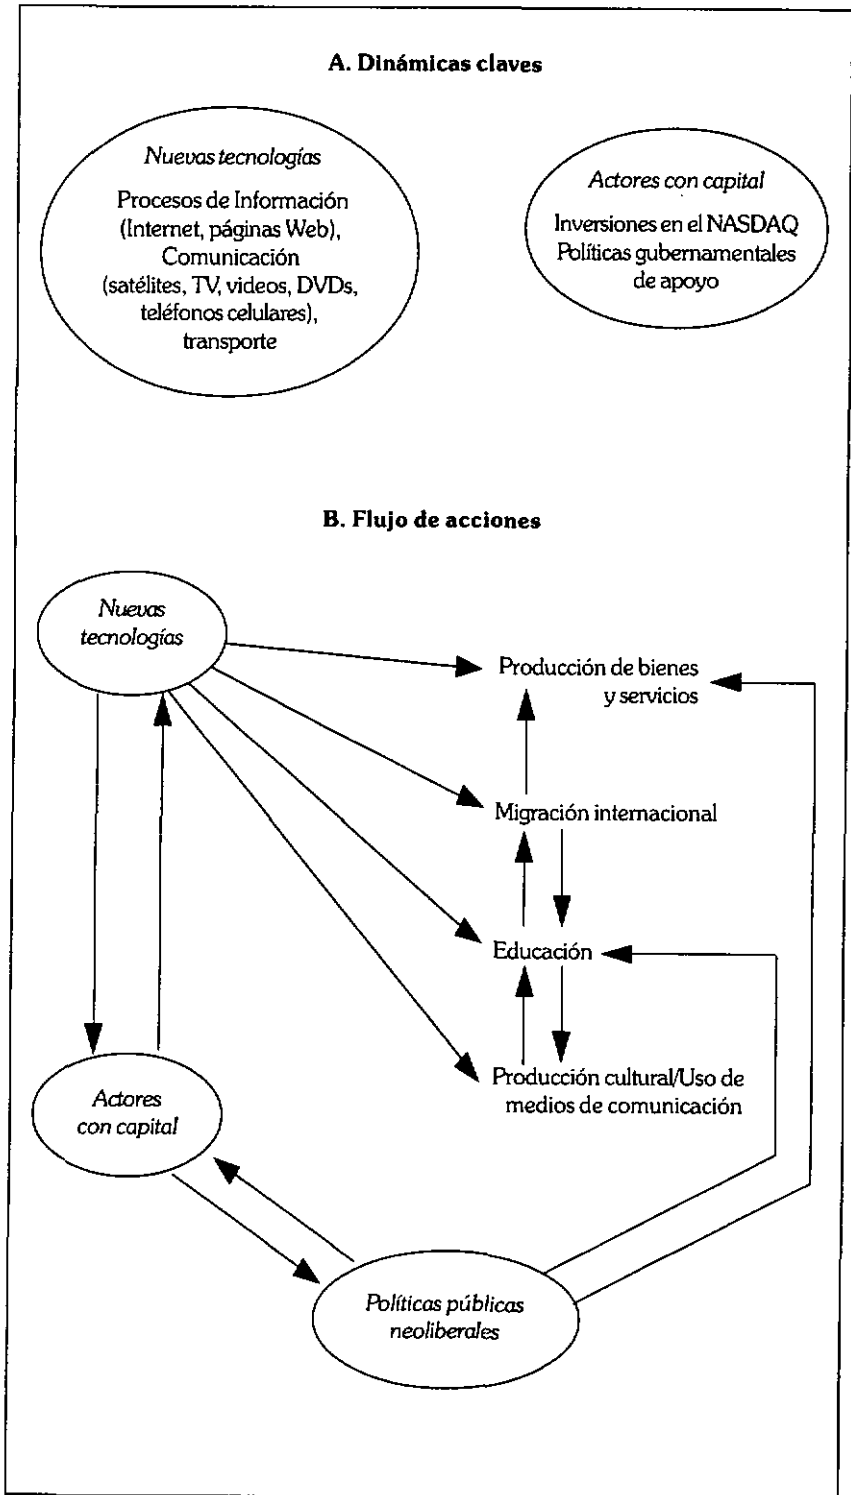 A. Dinámicas claves
Nuevas tecnologías
Procesos de Información
(Internet, páginas Web),
Comunicación
(satélites, TV, videos, DVDs,
teléfonos celulares),
transporte
Actores con capital
Inversiones en el NASDAQ
Políticas gubernamentales
de apoyo
B. Flujo de acciones
Nuevas
tecnologías
Producción de bienes
y servicios
Migración internacional
Educación
Producción cultural/Uso de
medios de comunicación
Actores
con capital
Políticas públicas
neoliberales